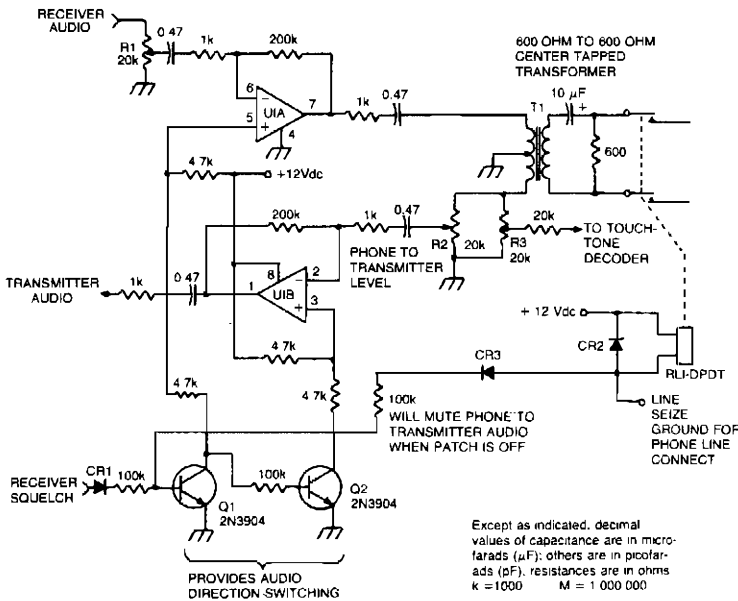 RECEIVER
AUDIO
R1
20k
0 47
1k
200k
6
5
7
4
UIA
1k
0.47
600 OHM TO 600 OHM
CENTER TAPPED
TRANSFORMER
T1
10 µF
+
600
4 7k
+12Vdc
200k
1k
0.47
R2
20k
R3
20k
20k
TO TOUCH-
TONE
DECODER
PHONE TO
TRANSMITTER
LEVEL
TRANSMITTER
AUDIO
1k
0.47
1
8
2
3
UIB
4 7k
4 7k
4.7k
+ 12 Vdc
CR2
CR3
RLI-DPDT
100k
WILL MUTE PHONE TO
TRANSMITTER AUDIO
WHEN PATCH IS OFF
LINE
SEIZE
GROUND FOR
PHONE LINE
CONNECT
RECEIVER
SQUELCH
CR1
100k
Q1
2N3904
100k
Q2
2N3904
PROVIDES AUDIO
DIRECTION-SWITCHING
Except as indicated, decimal
values of capacitance are in micro-
farads (µF); others are in picofar-
ads (pF), resistances are in ohms
k =1000 M = 1 000 000